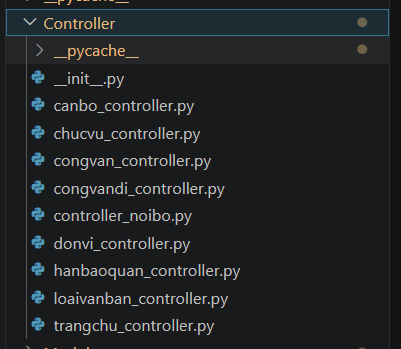 Controller
__pycache__
__init__.py
canbo_controller.py
chucvu_controller.py
congvan_controller.py
congvandi_controller.py
controller_noibo.py
donvi_controller.py
hanbaoquan_controller.py
loaivanban_controller.py
trangchu_controller.py